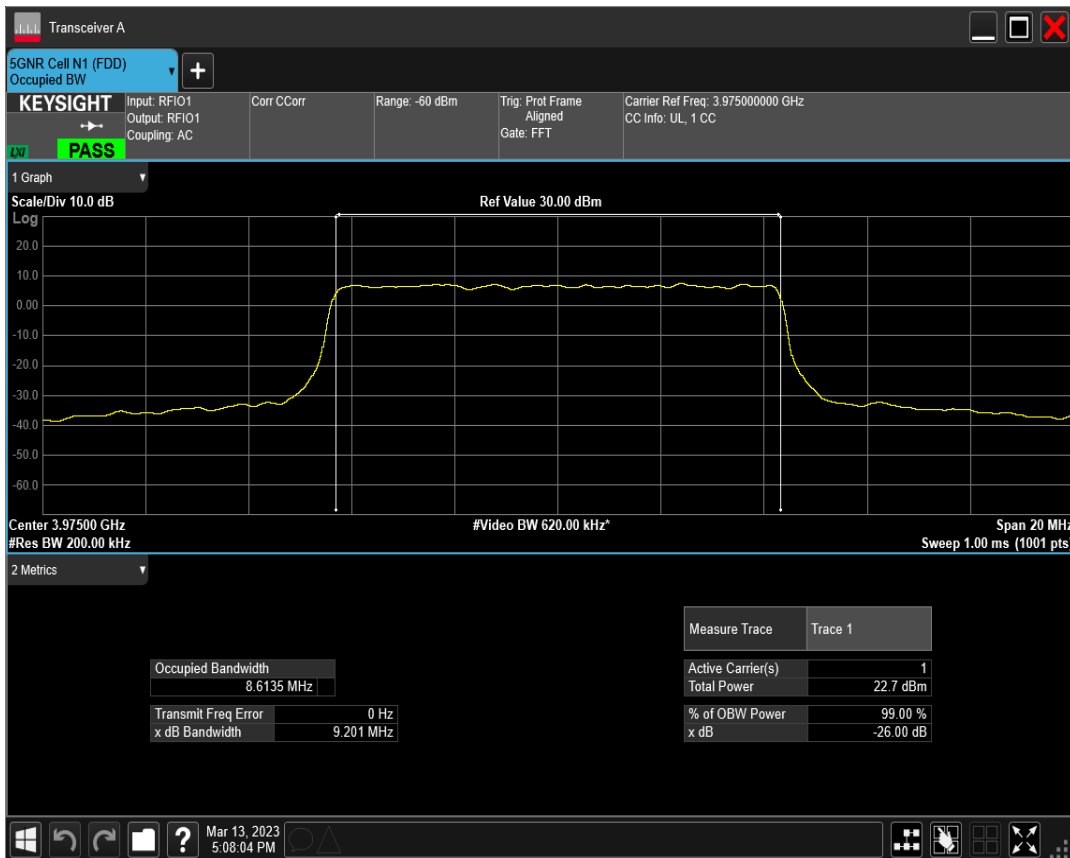 Transceiver A
5GNR Cell N1 (FDD)
Occupied BW
+
KEYSIGHT
LXI
PASS
Input: RFIO1
Output: RFIO1
Coupling: AC
Corr CCorr
Range: -60 dBm
Trig: Prot Frame
Aligned
Gate: FFT
Carrier Ref Freq: 3.975000000 GHz
CC Info: UL, 1 CC
1 Graph
Scale/Div 10.0 dB
Ref Value 30.00 dBm
Log
20.0
10.0
0.00
-10.0
-20.0
-30.0
-40.0
-50.0
-60.0
Center 3.97500 GHz
#Video BW 620.00 kHz*
Span 20 MHz
#Res BW 200.00 kHz
Sweep 1.00 ms (1001 pts)
2 Metrics
Measure Trace Trace 1
Occupied Bandwidth
8.6135 MHz
Active Carrier(s) 1
Total Power 22.7 dBm
Transmit Freq Error 0 Hz
x dB Bandwidth 9.201 MHz
% of OBW Power 99.00 %
x dB -26.00 dB
?
Mar 13, 2023
5:08:04 PM